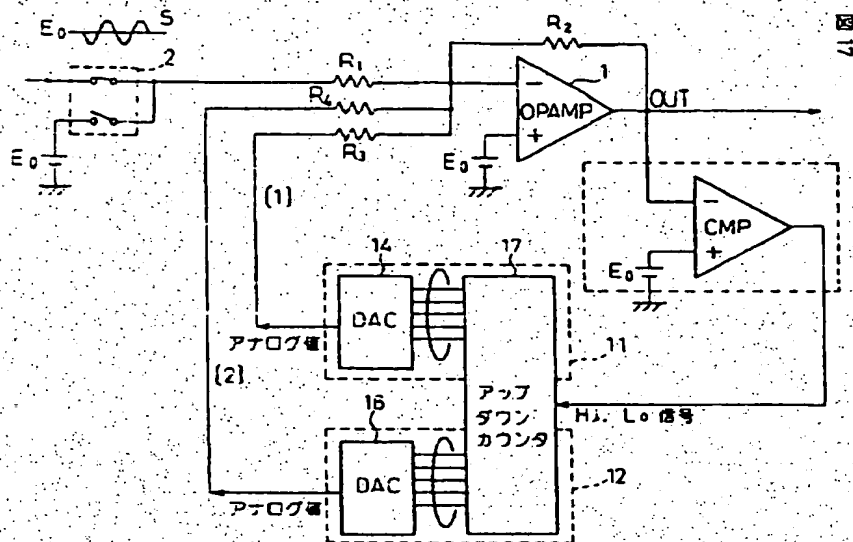 図17
S
E0
2
R1
R2
R4
R3
1
OPAMP
OUT
E0
E0
CMP
E0
(1)
(2)
14
17
DAC
アナログ値
11
アップ
ダウン
カウンタ
Hi. Lo 信号
16
DAC
アナログ値
12